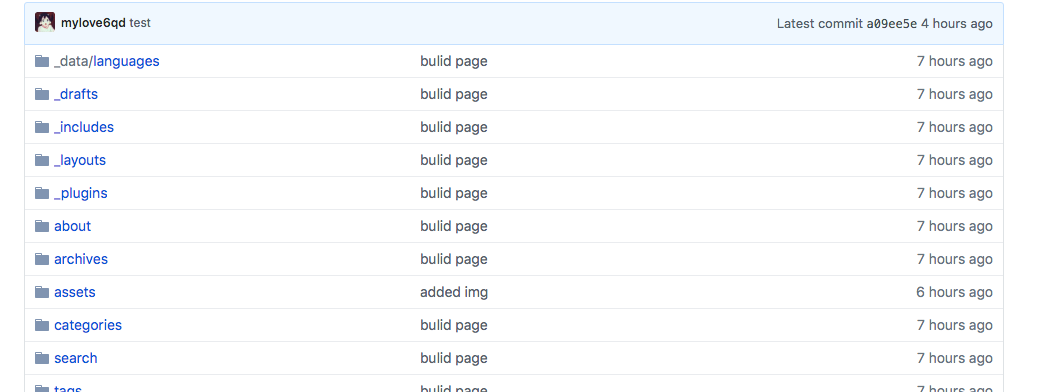 mylove6qd test Latest commit a09ee5e 4 hours ago
_data/languages bulid page 7 hours ago
_drafts bulid page 7 hours ago
_includes bulid page 7 hours ago
_layouts bulid page 7 hours ago
_plugins bulid page 7 hours ago
about bulid page 7 hours ago
archives bulid page 7 hours ago
assets added img 6 hours ago
categories bulid page 7 hours ago
search bulid page 7 hours ago
tags bulid page 7 hours ago